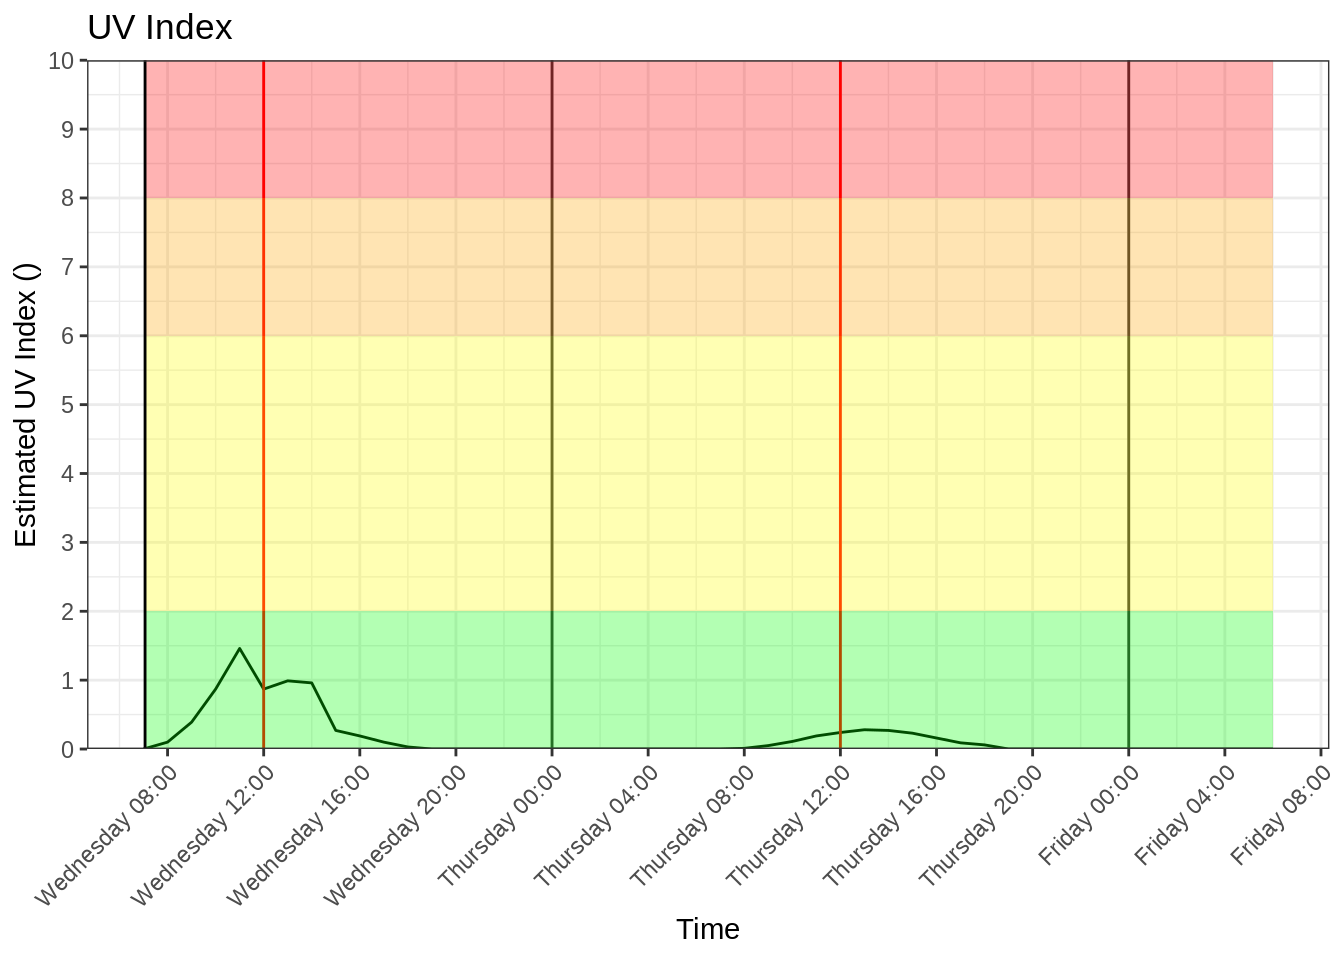 UV Index
Estimated UV Index ()
10
9
8
7
6
5
4
3
2
1
0
Wednesday 08:00
Wednesday 12:00
Wednesday 16:00
Wednesday 20:00
Thursday 00:00
Thursday 04:00
Thursday 08:00
Thursday 12:00
Thursday 16:00
Thursday 20:00
Friday 00:00
Friday 04:00
Friday 08:00
Time